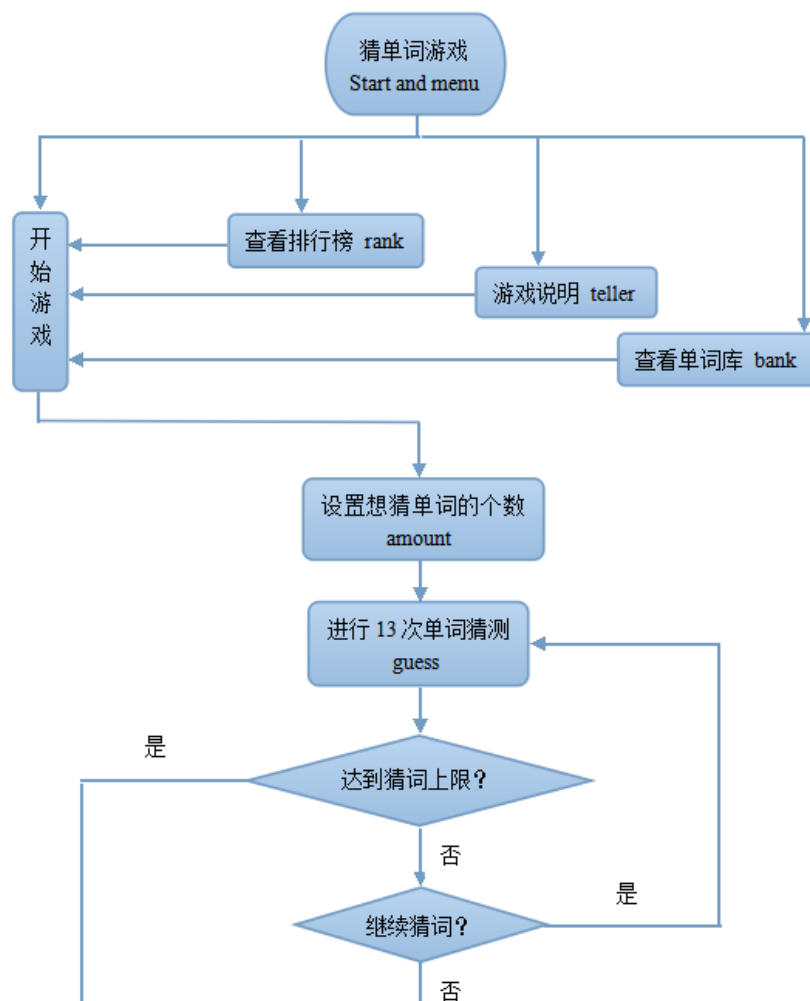 猜单词游戏
Start and menu
开
始
游
戏
查看排行榜 rank
游戏说明 teller
查看单词库 bank
设置想猜单词的个数
amount
进行 13 次单词猜测
guess
是
达到猜词上限？
否
是
继续猜词？
否